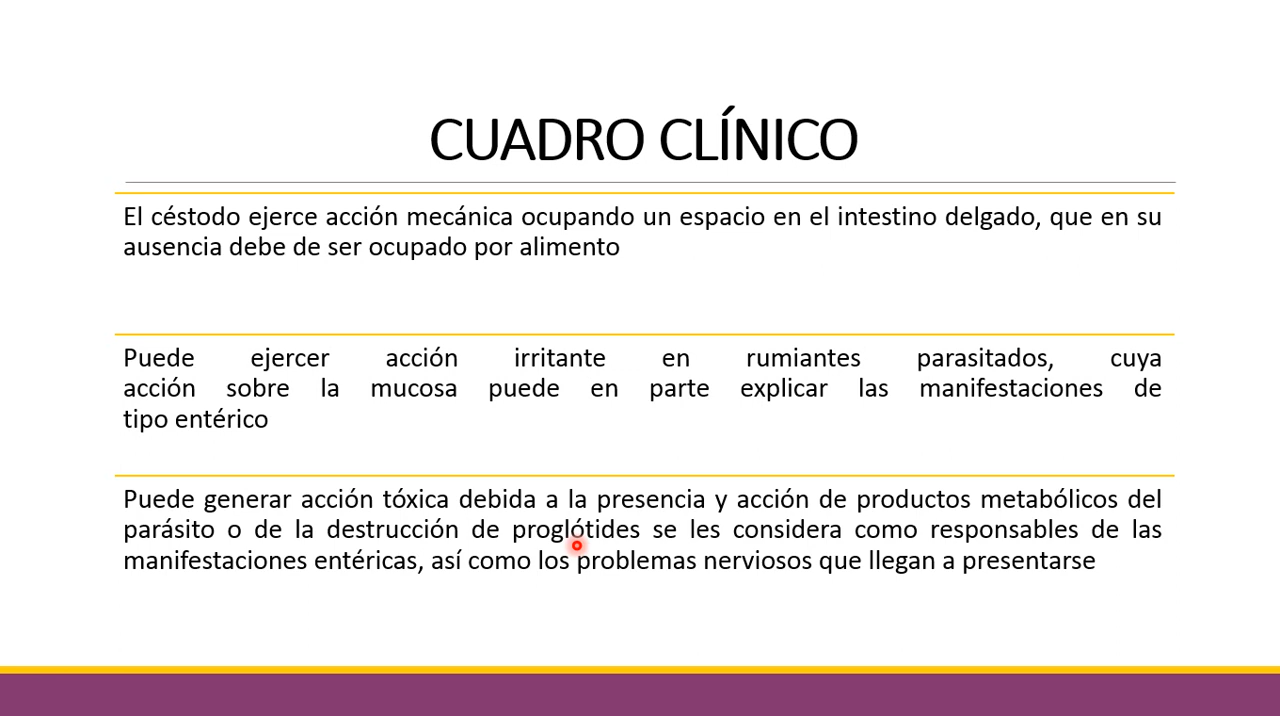 CUADRO CLÍNICO
El céstodo ejerce acción mecánica ocupando un espacio en el intestino delgado, que en su
ausencia debe de ser ocupado por alimento
Puede ejercer acción irritante en rumiantes parasitados, cuya
acción sobre la mucosa puede en parte explicar las manifestaciones de
tipo entérico
Puede generar acción tóxica debida a la presencia y acción de productos metabólicos del
parásito o de la destrucción de proglótides se les considera como responsables de las
manifestaciones entéricas, así como los problemas nerviosos que llegan a presentarse